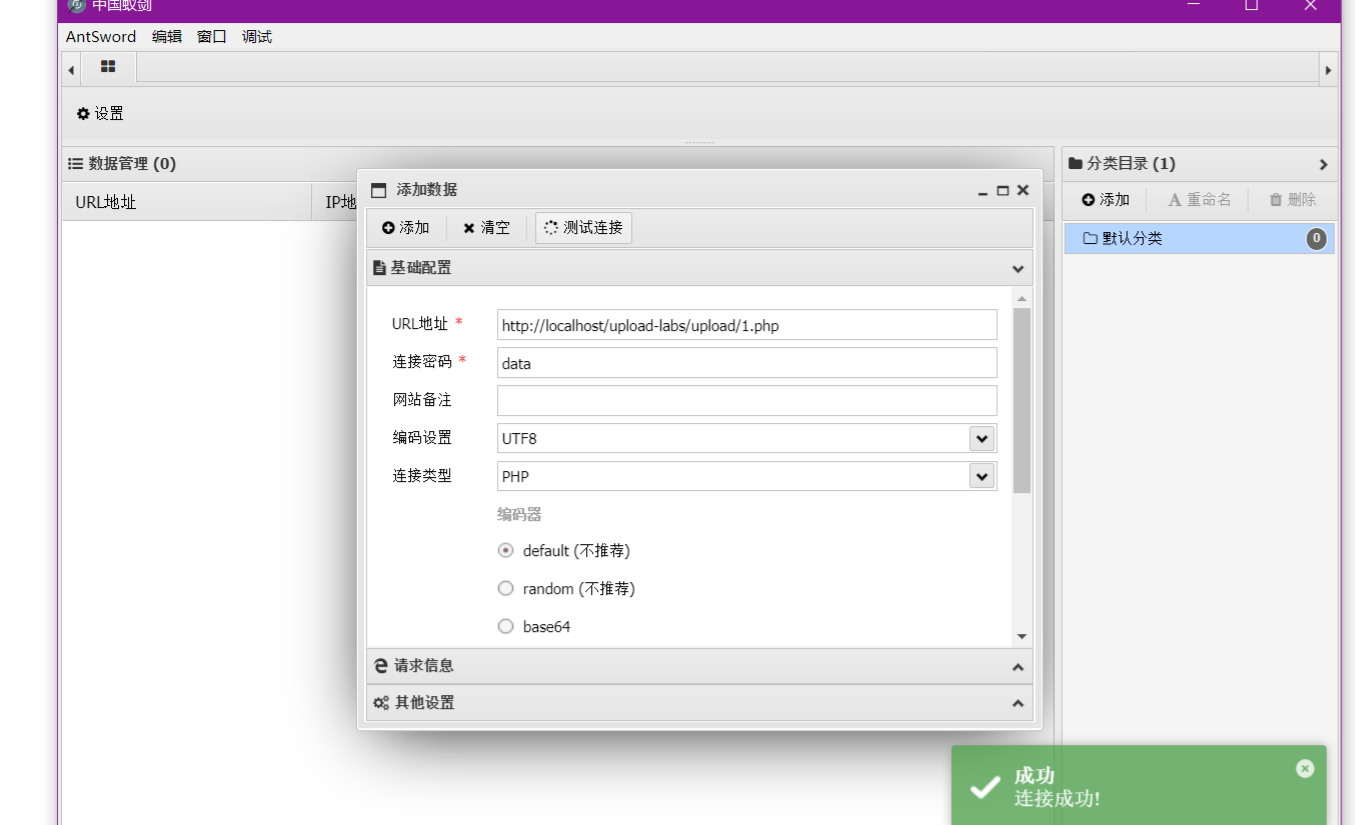 中国蚁剑
AntSword 编辑 窗口 调试
设置
数据管理 (0)
分类目录 (1)
URL地址
IP地
添加 重命名 删除
默认分类 0
添加数据
添加 清空 测试连接
基础配置
URL地址 * http://localhost/upload-labs/upload/1.php
连接密码 * data
网站备注
编码设置 UTF8
连接类型 PHP
编码器
default (不推荐)
random (不推荐)
base64
请求信息
其他设置
成功
连接成功!